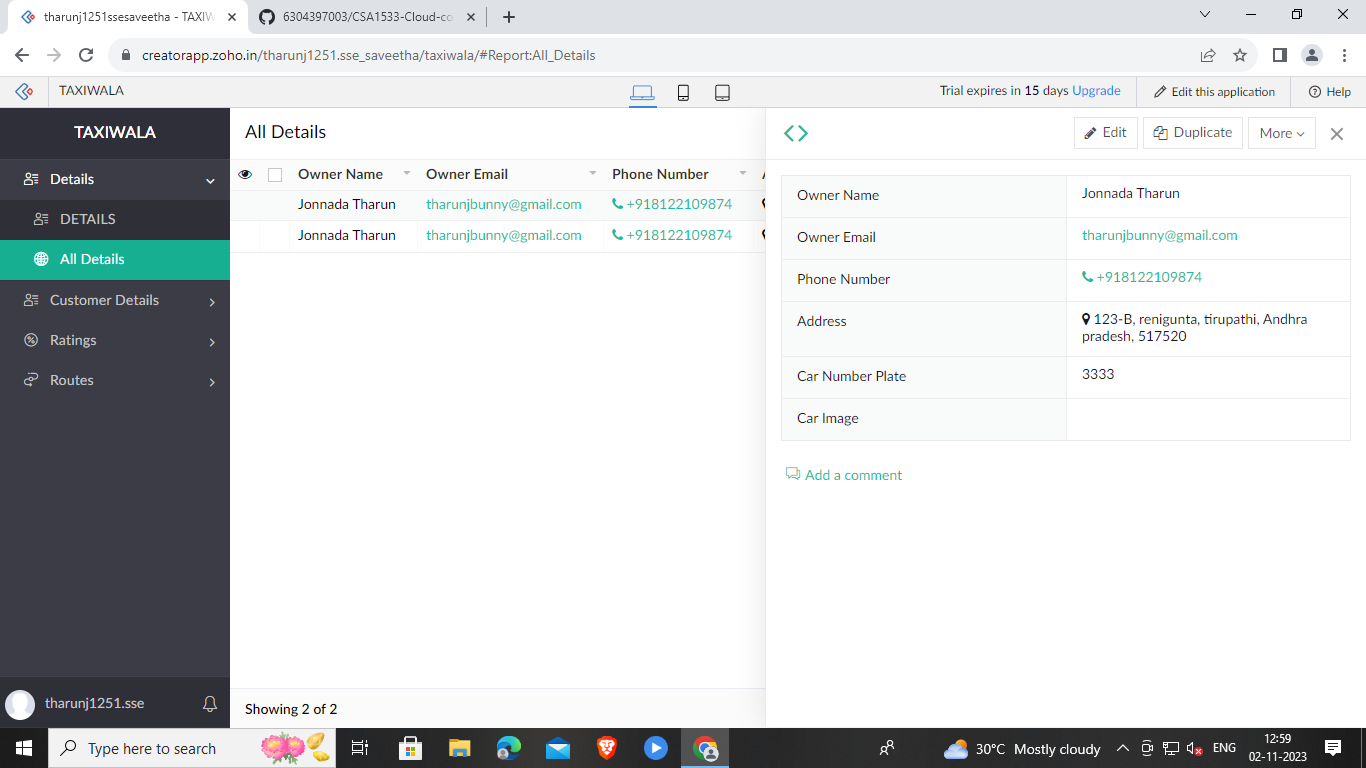 tharunj1251ssesaveetha - TAXIW
6304397003/CSA1533-Cloud-co
creatorapp.zoho.in/tharunj1251.sse_saveetha/taxiwala/#Report:All_Details
TAXIWALA
Trial expires in 15 days Upgrade
Edit this application
Help
TAXIWALA
Details
DETAILS
All Details
Customer Details
Ratings
Routes
tharunj1251.sse
All Details
Owner Name Owner Email Phone Number A
Jonnada Tharun tharunjbunny@gmail.com +918122109874
Jonnada Tharun tharunjbunny@gmail.com +918122109874
Showing 2 of 2
Edit Duplicate More
Owner Name Jonnada Tharun
Owner Email tharunjbunny@gmail.com
Phone Number +918122109874
Address 123-B, renigunta, tirupathi, Andhra
pradesh, 517520
Car Number Plate 3333
Car Image
Add a comment
Type here to search
30°C Mostly cloudy
ENG
12:59
02-11-2023